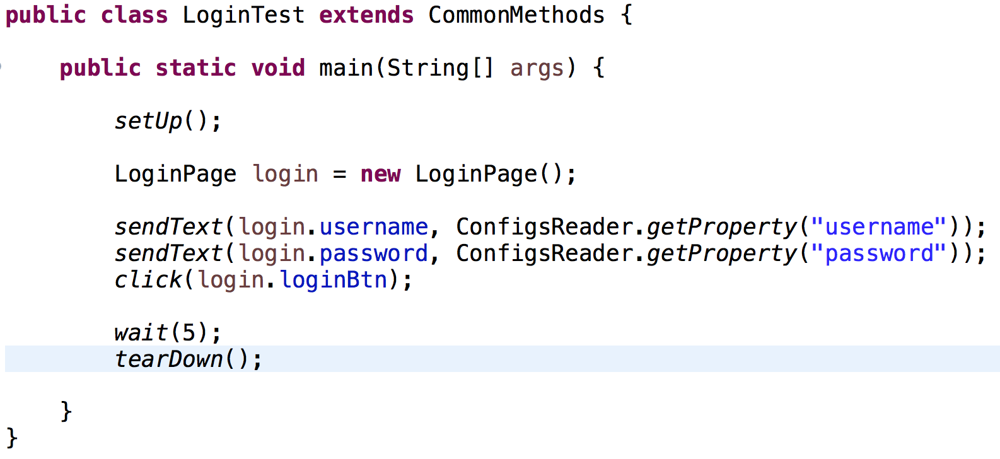 public class LoginTest extends CommonMethods {
public static void main(String[] args) {
setUp();
LoginPage login = new LoginPage();
sendText(login.username, ConfigsReader.getProperty("username"));
sendText(login.password, ConfigsReader.getProperty("password"));
click(login.loginBtn);
wait(5);
tearDown();
}
}